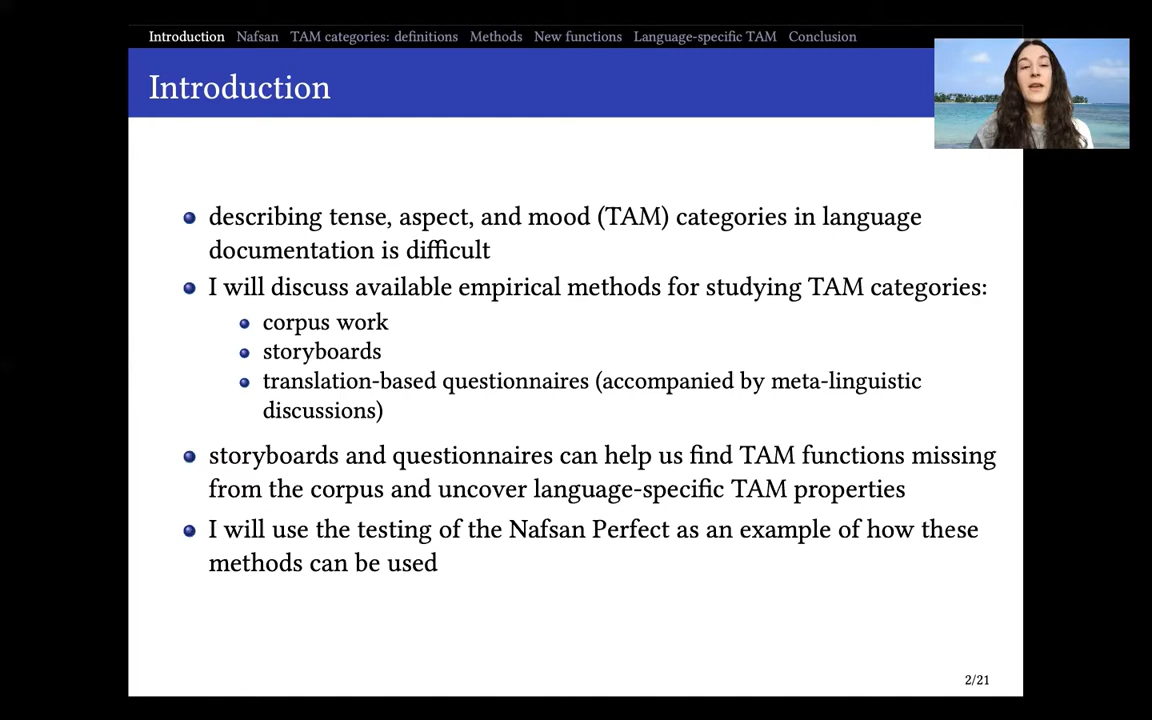 Introduction Nafsan TAM categories: definitions Methods New functions Language-specific TAM Conclusion
Introduction
describing tense, aspect, and mood (TAM) categories in language
documentation is difficult
I will discuss available empirical methods for studying TAM categories:
corpus work
storyboards
translation-based questionnaires (accompanied by meta-linguistic
discussions)
storyboards and questionnaires can help us find TAM functions missing
from the corpus and uncover language-specific TAM properties
I will use the testing of the Nafsan Perfect as an example of how these
methods can be used
2/21